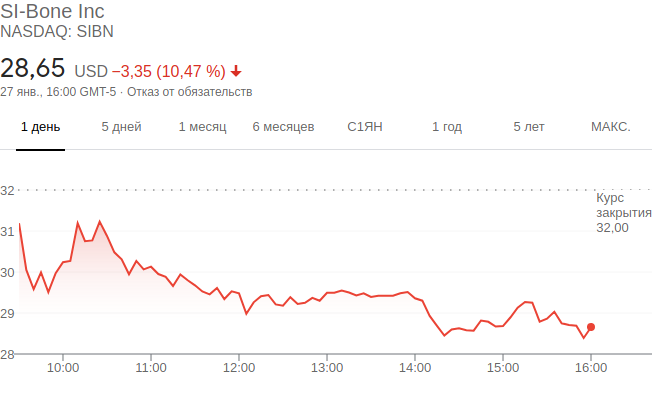 SI-Bone Inc
NASDAQ: SIBN
28,65 USD −3,35 (10,47 %)
27 янв., 16:00 GMT-5 · Отказ от обязательств
1 день 5 дней 1 месяц 6 месяцев С1ЯН 1 год 5 лет МАКС.
32
Курс
закрытия
32,00
31
30
29
28
10:00 11:00 12:00 13:00 14:00 15:00 16:00